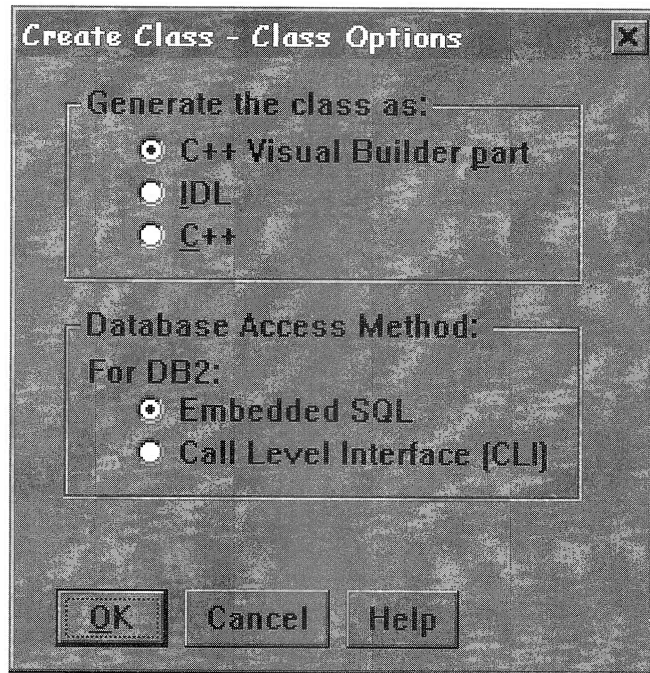 Create Class - Class Options
Generate the class as:
C++ Visual Builder part
IDL
C++
Database Access Method:
For DB2:
Embedded SQL
Call Level Interface (CLI)
OK Cancel Help